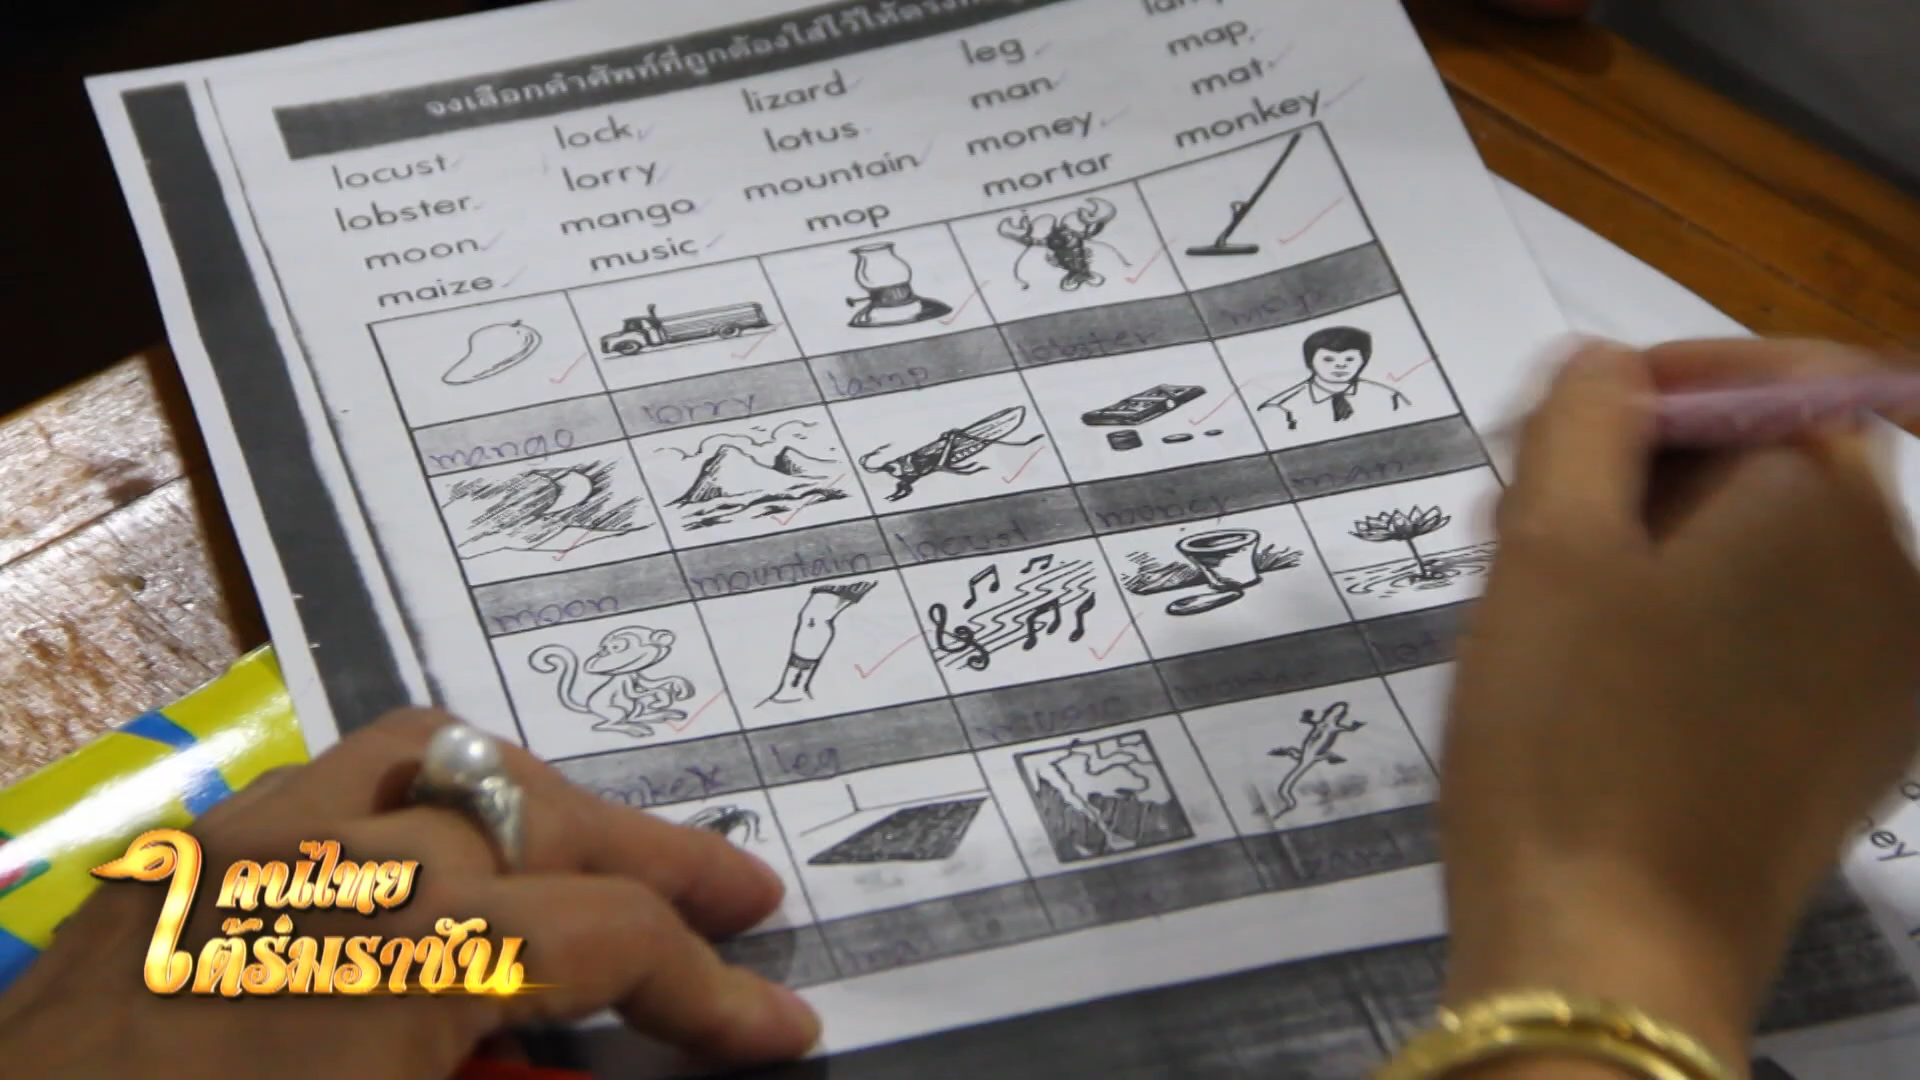 จงเลือกคำศัพท์ที่ถูกต้องใส่ไว้ให้ตรงกับ
locust lock lizard leg
lobster lorry lotus man map
moon mango mountain money mat
maize music mop mortar monkey
mango lorry lamp lobster mop
moon mountain locust money man
leg music
คนไทย
ใต้ร่มราชัน